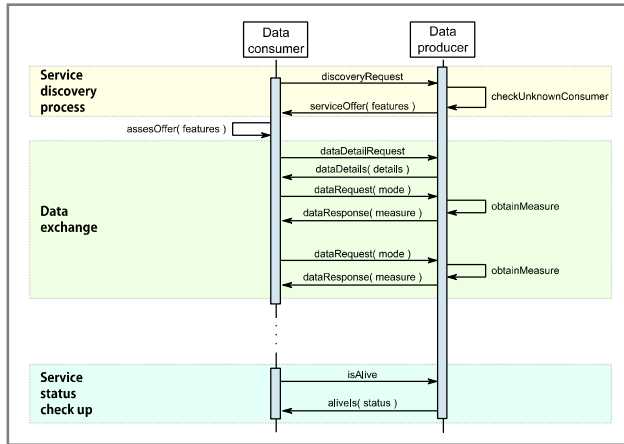 Data
consumer
Data
producer
Service
discovery
process
discoveryRequest
checkUnknownConsumer
serviceOffer( features )
assesOffer( features )
dataDetailRequest
dataDetails( details )
dataRequest( mode )
obtainMeasure
dataResponse( measure )
Data
exchange
dataRequest( mode )
obtainMeasure
dataResponse( measure )
Service
status
check up
isAlive
aliveIs( status )